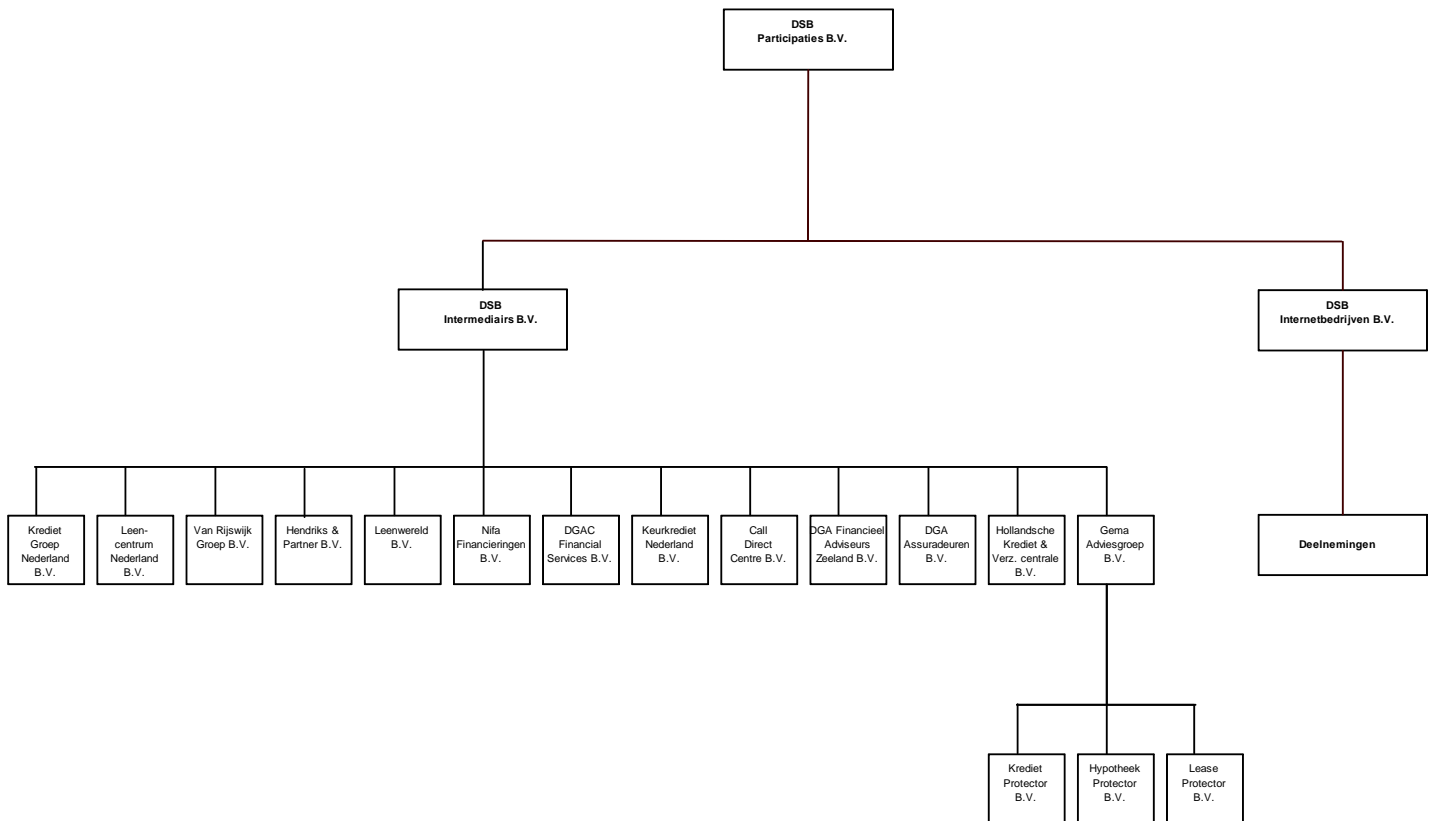 DSB
Participaties B.V.
DSB
Intermediairs B.V.
DSB
Internetbedrijven B.V.
Krediet
Groep
Nederland
B.V.
Leen-
centrum
Nederland
B.V.
Van Rijswijk
Groep B.V.
Hendriks &
Partner B.V.
Leenwereld
B.V.
Nifa
Financieringen
B.V.
DGAC
Financial
Services B.V.
Keurkrediet
Nederland
B.V.
Call
Direct
Centre B.V.
DGA Financieel
Adviseurs
Zeeland B.V.
DGA
Assuradeuren
B.V.
Hollandsche
Krediet &
Verz. centrale
B.V.
Gema
Adviesgroep
B.V.
Deelnemingen
Krediet
Protector
B.V.
Hypotheek
Protector
B.V.
Lease
Protector
B.V.